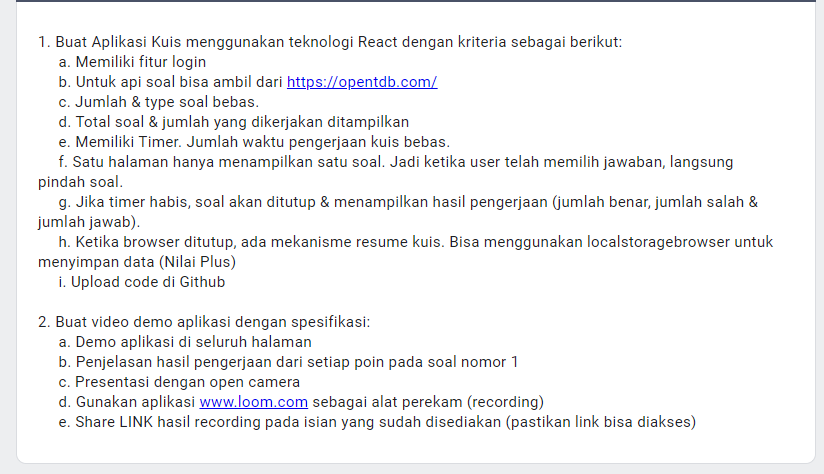 1. Buat Aplikasi Kuis menggunakan teknologi React dengan kriteria sebagai berikut:
a. Memiliki fitur login
b. Untuk api soal bisa ambil dari https://opentdb.com/
c. Jumlah & type soal bebas.
d. Total soal & jumlah yang dikerjakan ditampilkan
e. Memiliki Timer. Jumlah waktu pengerjaan kuis bebas.
f. Satu halaman hanya menampilkan satu soal. Jadi ketika user telah memilih jawaban, langsung
pindah soal.
g. Jika timer habis, soal akan ditutup & menampilkan hasil pengerjaan (jumlah benar, jumlah salah &
jumlah jawab).
h. Ketika browser ditutup, ada mekanisme resume kuis. Bisa menggunakan localstoragebrowser untuk
menyimpan data (Nilai Plus)
i. Upload code di Github
2. Buat video demo aplikasi dengan spesifikasi:
a. Demo aplikasi di seluruh halaman
b. Penjelasan hasil pengerjaan dari setiap poin pada soal nomor 1
c. Presentasi dengan open camera
d. Gunakan aplikasi www.loom.com sebagai alat perekam (recording)
e. Share LINK hasil recording pada isian yang sudah disediakan (pastikan link bisa diakses)